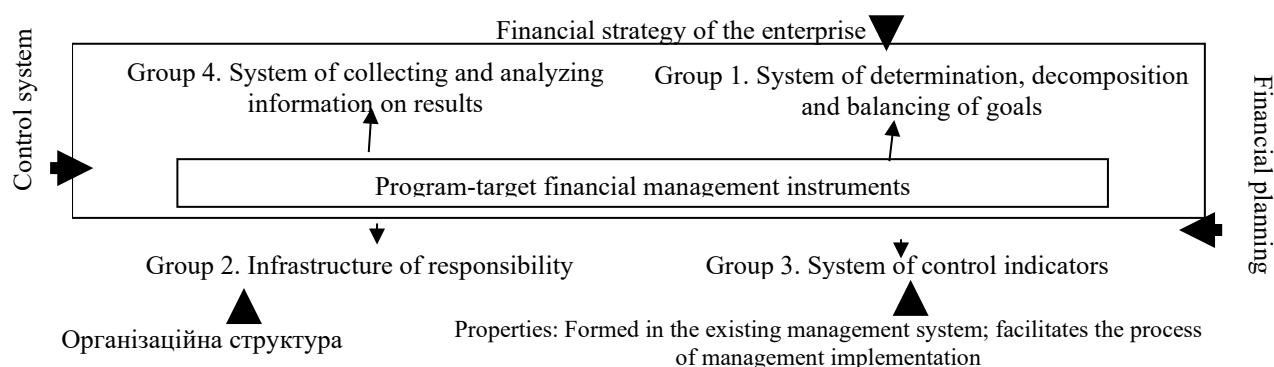 Financial strategy of the enterprise
Control system
Group 4. System of collecting and analyzing
information on results
Group 1. System of determination, decomposition
and balancing of goals
Financial planning
Program-target financial management instruments
Group 2. Infrastructure of responsibility
Group 3. System of control indicators
Організаційна структура
Properties: Formed in the existing management system; facilitates the process
of management implementation